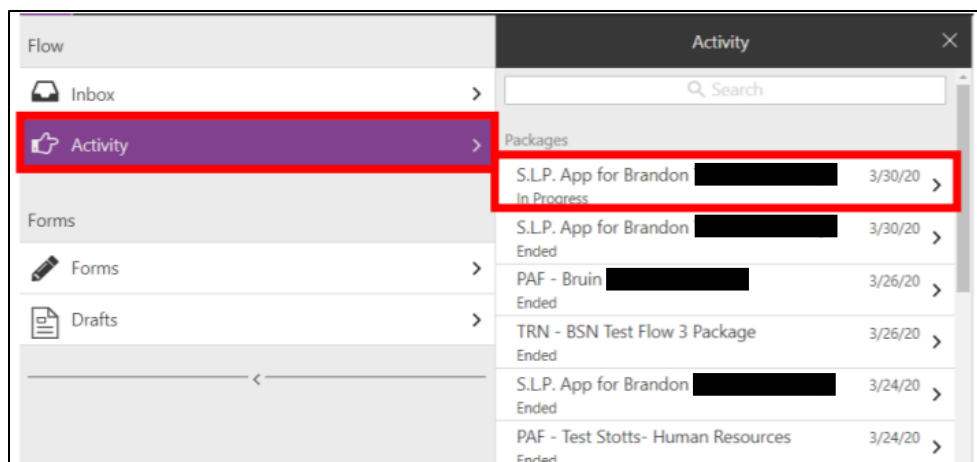 Flow
Inbox
Activity
Forms
Forms
Drafts
Activity
Search
Packages
S.L.P. App for Brandon 3/30/20
In Progress
S.L.P. App for Brandon 3/30/20
Ended
PAF - Bruin 3/26/20
Ended
TRN - BSN Test Flow 3 Package 3/26/20
Ended
S.L.P. App for Brandon 3/24/20
Ended
PAF - Test Stotts- Human Resources 3/24/20
Ended